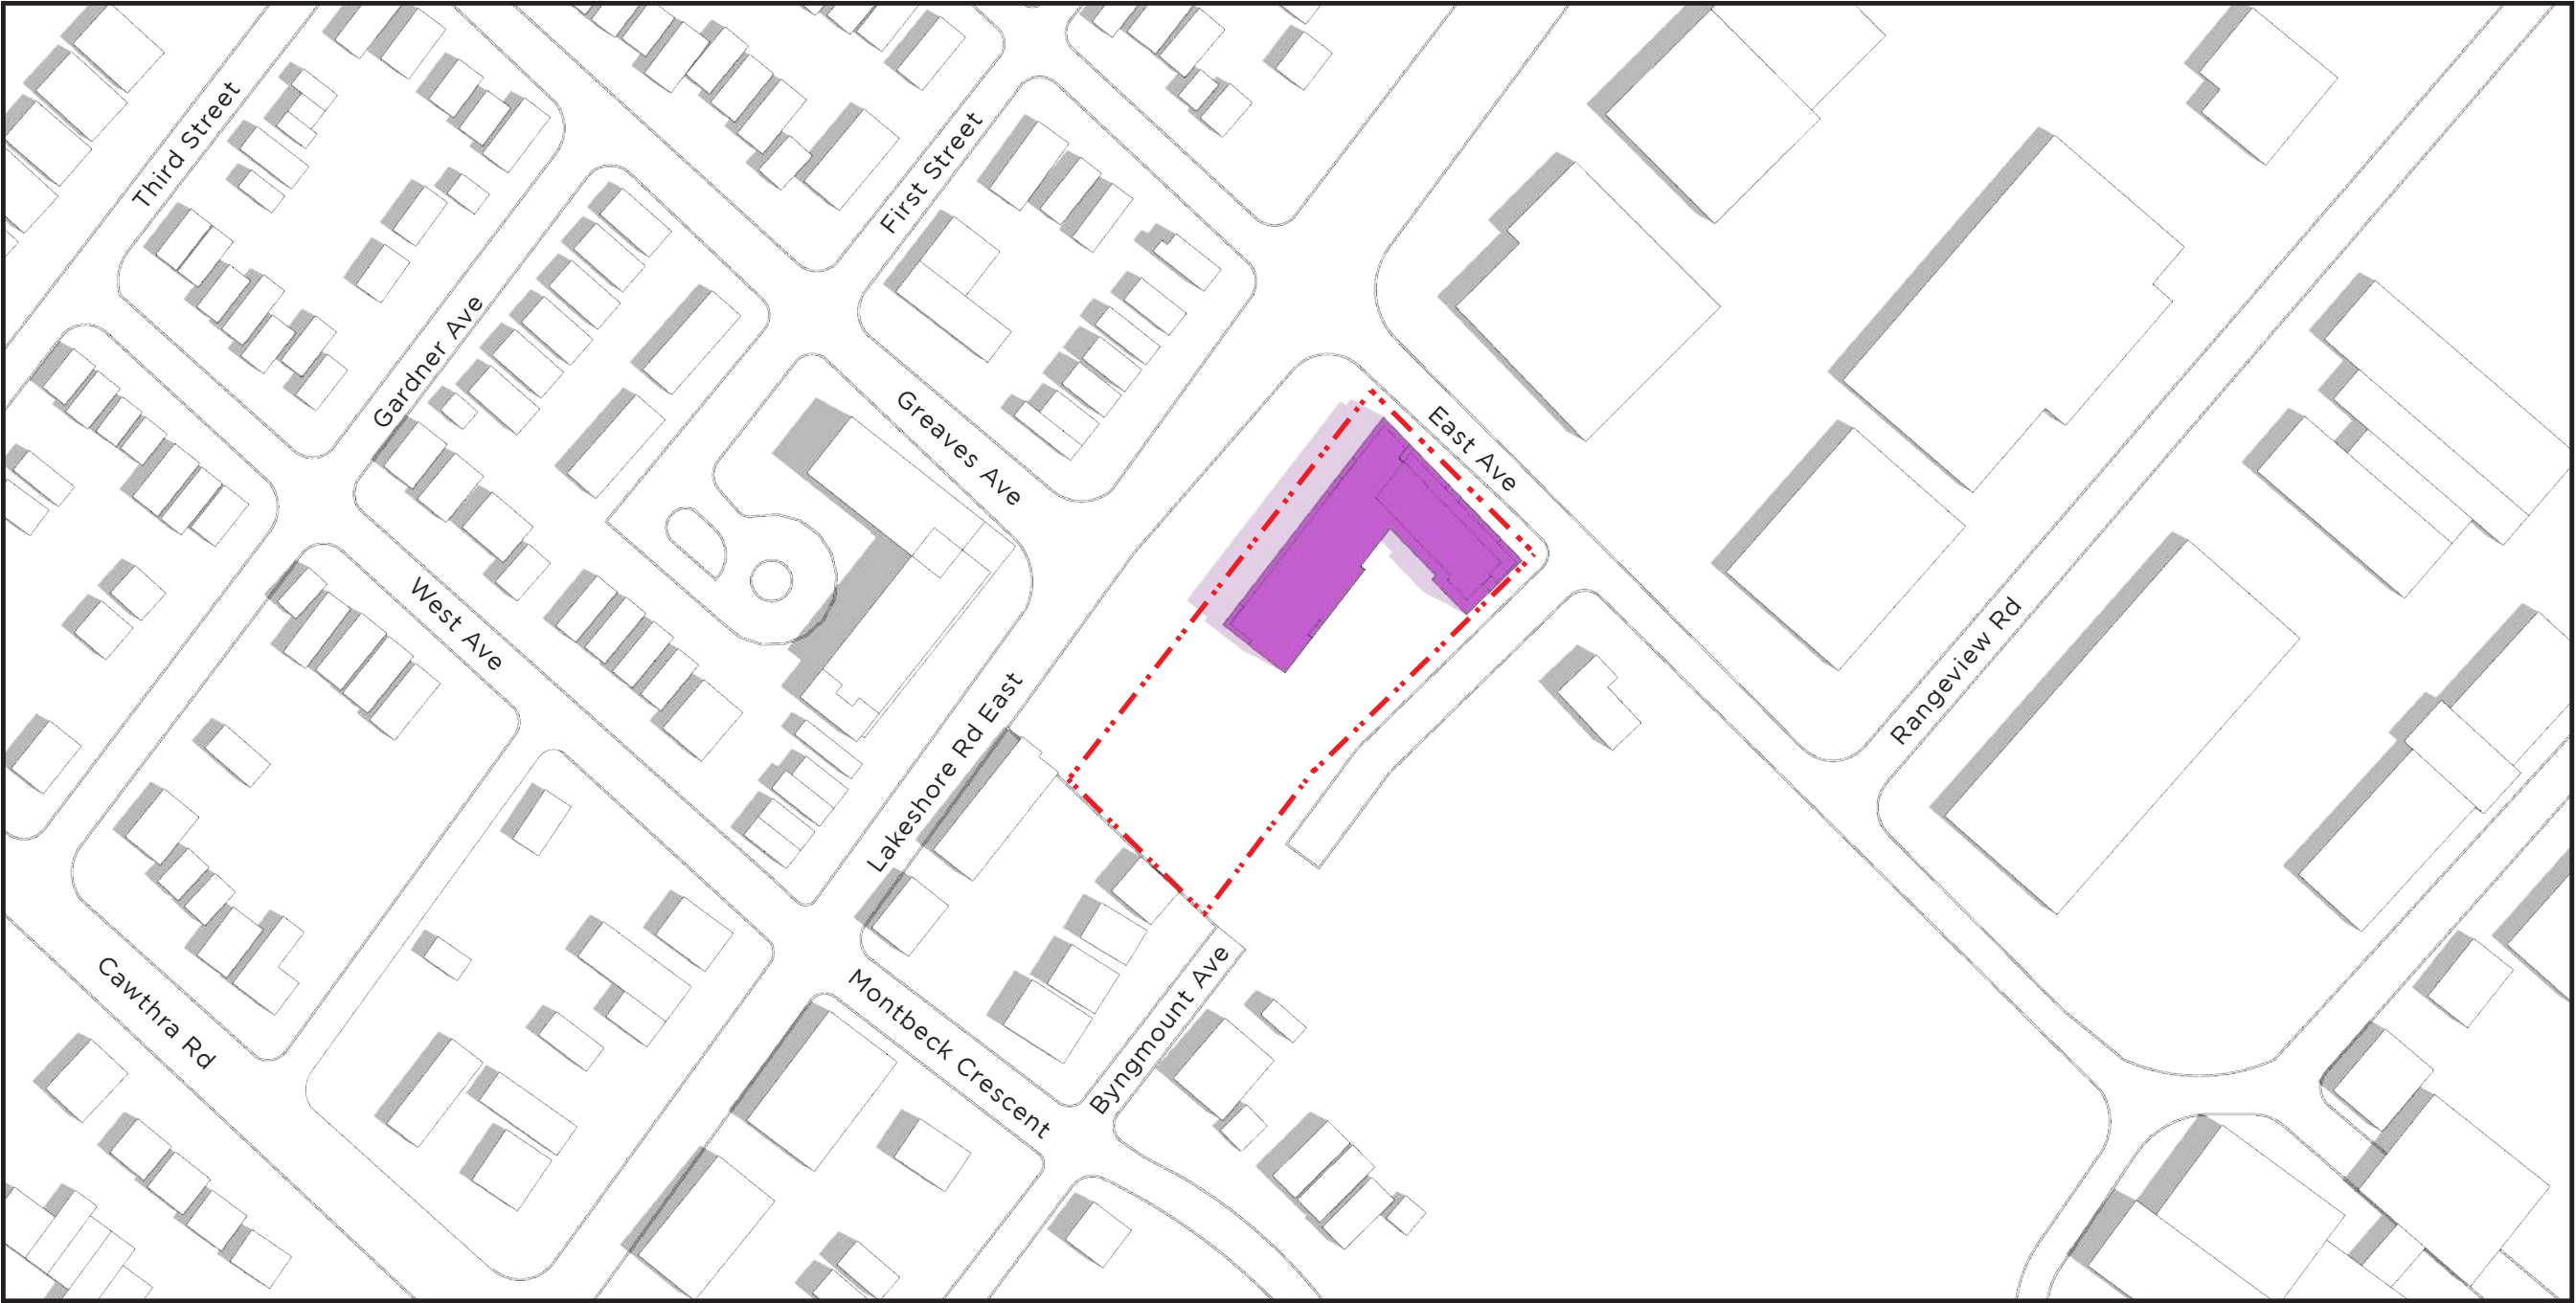 Third Street
First Street
Gardner Ave
Greaves Ave
East Ave
West Ave
Rangeview Rd
Lakeshore Rd East
Cawthra Rd
Montbeck Crescent
Byngmount Ave